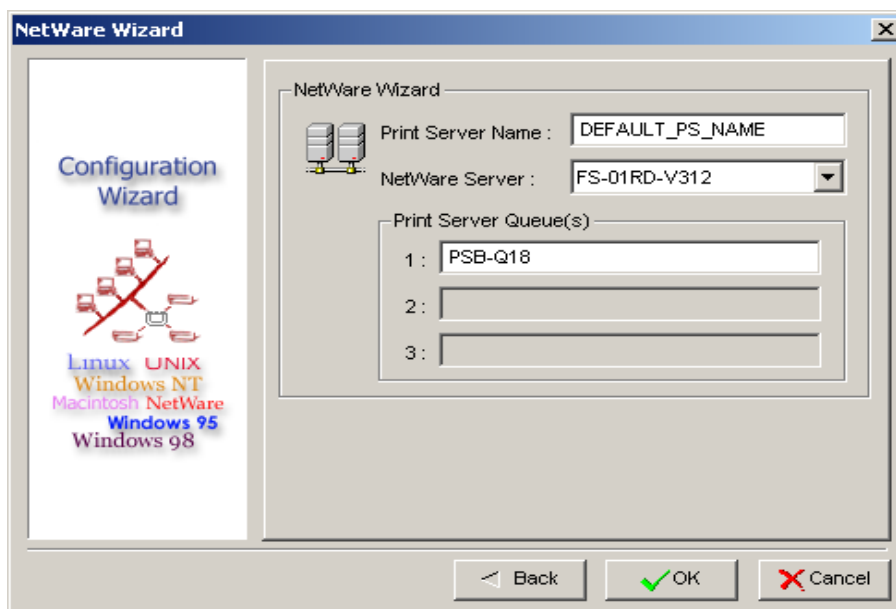 NetWare Wizard
Configuration
Wizard
Linux UNIX
Windows NT
Macintosh NetWare
Windows 95
Windows 98
NetWare Wizard
Print Server Name : DEFAULT_PS_NAME
NetWare Server : FS-01RD-V312
Print Server Queue(s)
1 : PSB-Q18
2 :
3 :
< Back
OK
Cancel